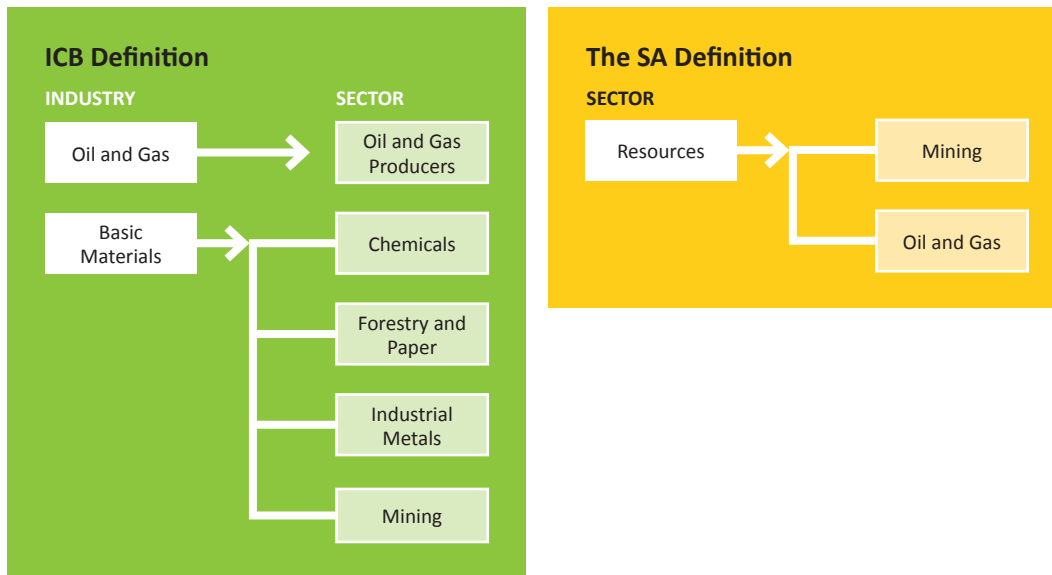 ICB Definition
INDUSTRY
SECTOR
Oil and Gas
Oil and Gas
Producers
Basic
Materials
Chemicals
Forestry and
Paper
Industrial
Metals
Mining
The SA Definition
SECTOR
Resources
Mining
Oil and Gas